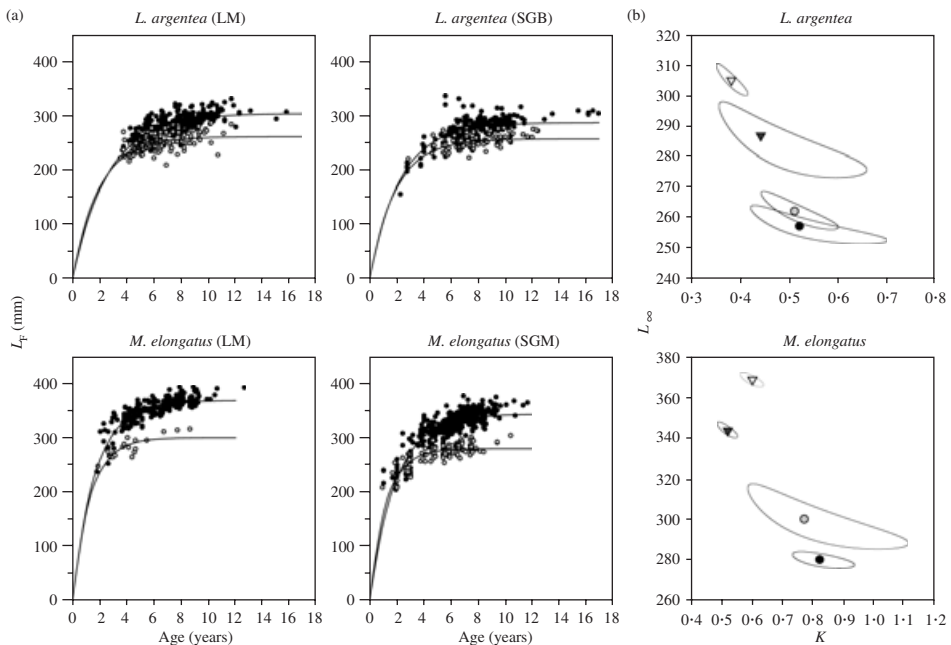 (a)
L. argentea (LM)
L. argentea (SGB)
400
300
200
100
0
0 2 4 6 8 10 12 14 16 18
400
300
200
100
0
0 2 4 6 8 10 12 14 16 18
M. elongatus (LM)
M. elongatus (SGM)
400
300
200
100
0
0 2 4 6 8 10 12 14 16 18
400
300
200
100
0
0 2 4 6 8 10 12 14 16 18
L_F (mm)
Age (years)
Age (years)
(b)
L. argentea
320
310
300
290
280
270
260
250
240
0·3 0·4 0·5 0·6 0·7 0·8
L∞
M. elongatus
380
360
340
320
300
280
260
0·4 0·5 0·6 0·7 0·8 0·9 1·0 1·1 1·2
K